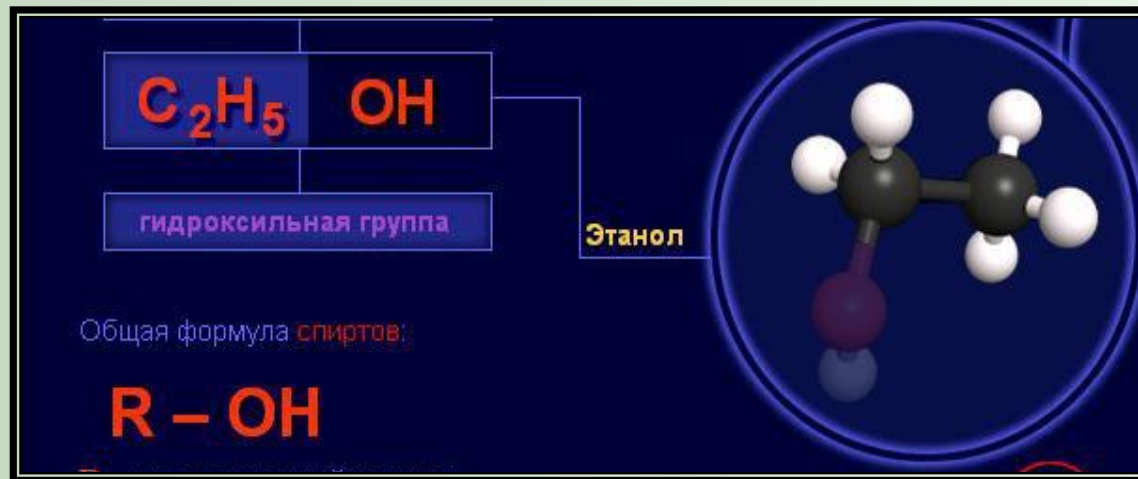 C₂H₅ OH
гидроксильная группа
Этанол
Общая формула спиртов:
R – OH